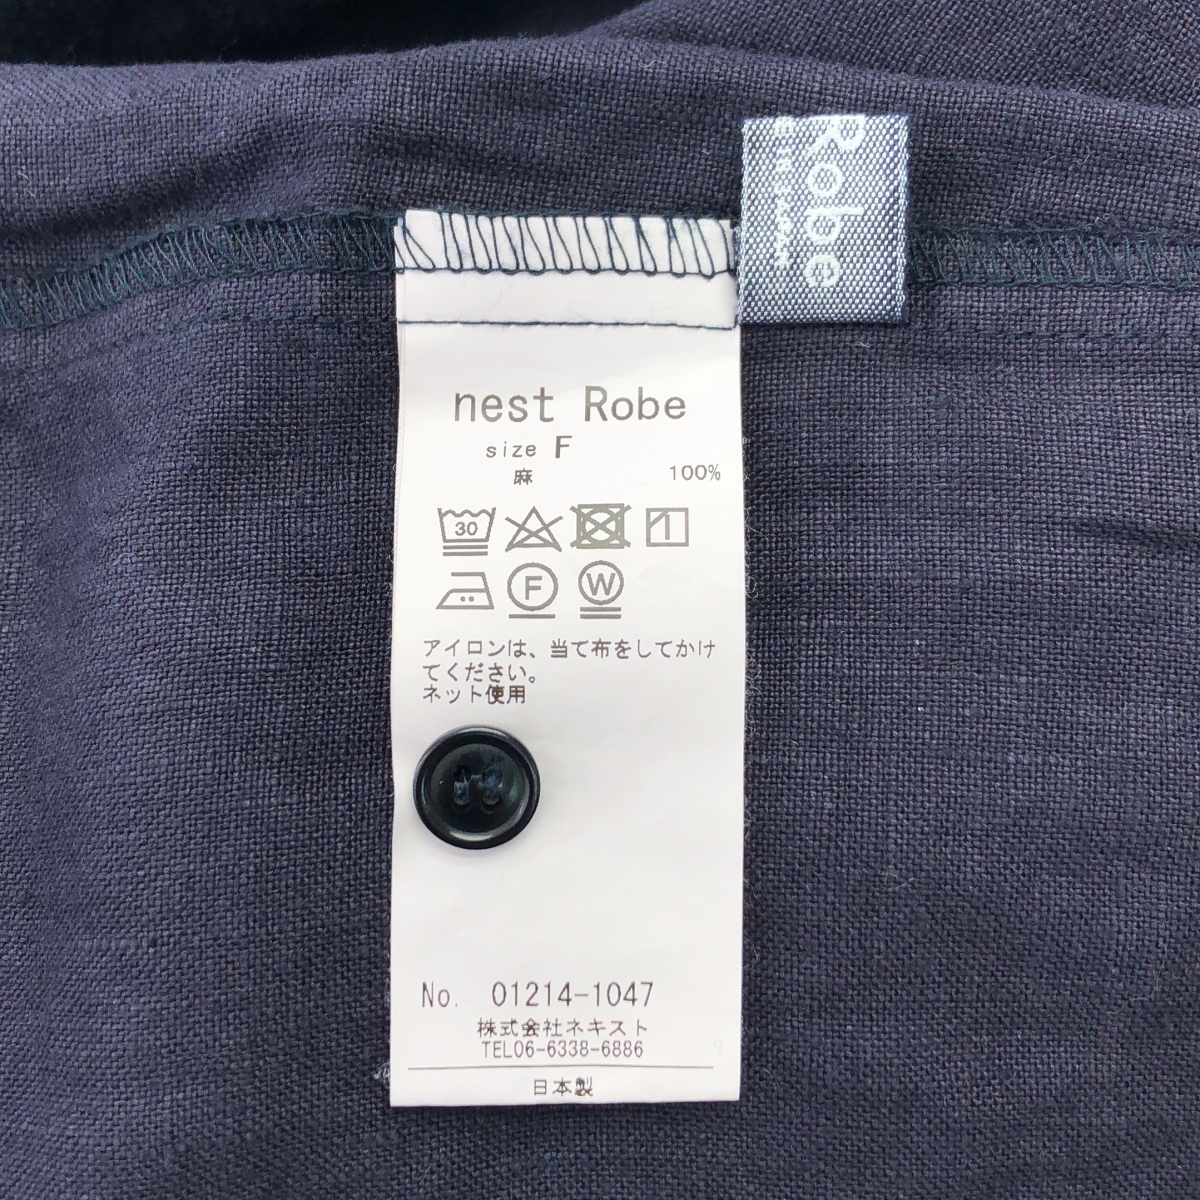 Robe
nest Robe
size F
麻 100%
30
F W
アイロンは、当て布をしてかけ
てください。
ネット使用
No. 01214-1047
株式会社ネキスト
TEL06-6338-6886
日本製